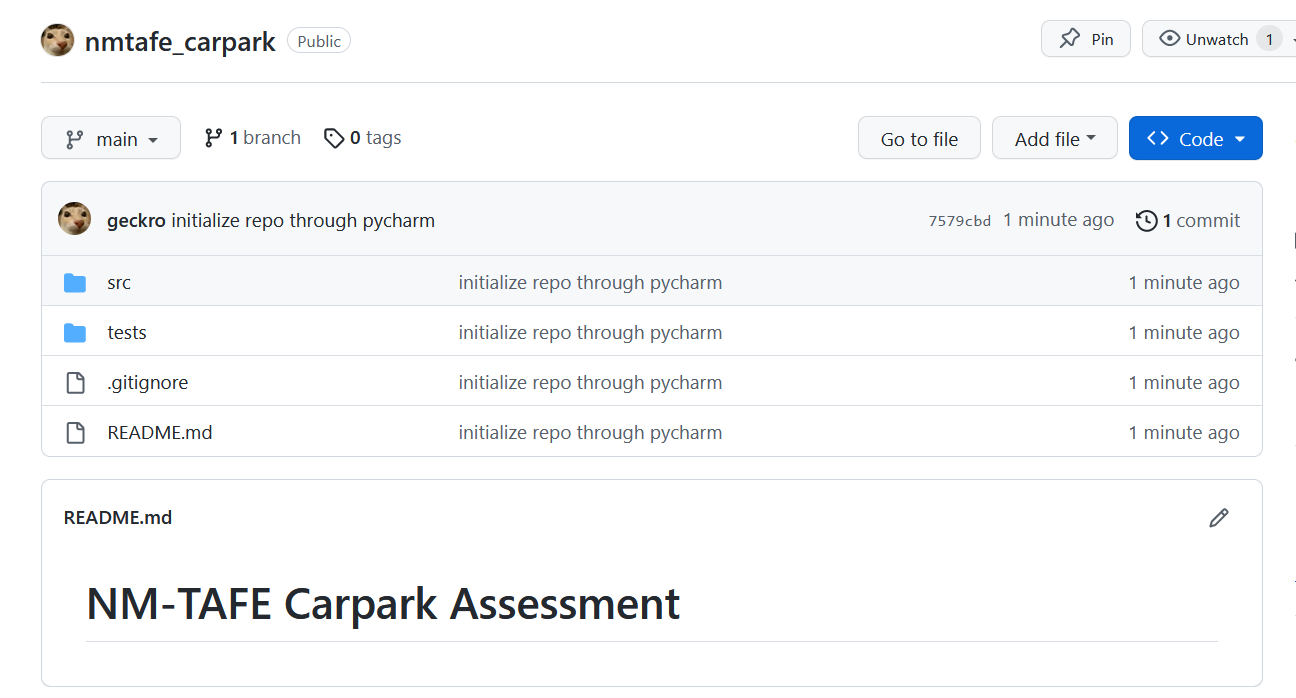 nmtafe_carpark Public Pin Unwatch 1
main 1 branch 0 tags Go to file Add file Code
geckro initialize repo through pycharm 7579cbd 1 minute ago 1 commit
src initialize repo through pycharm 1 minute ago
tests initialize repo through pycharm 1 minute ago
.gitignore initialize repo through pycharm 1 minute ago
README.md initialize repo through pycharm 1 minute ago
README.md
NM-TAFE Carpark Assessment